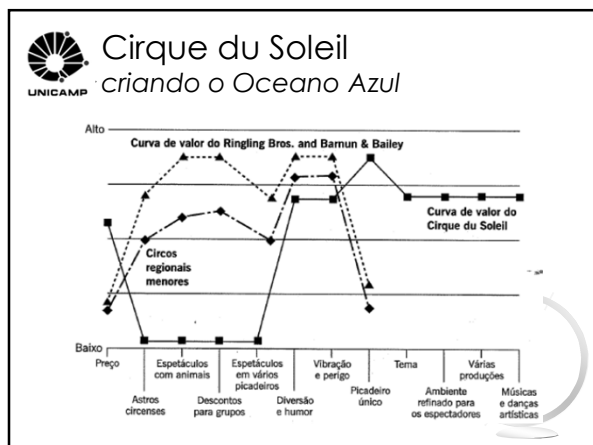 Cirque du Soleil
UNICAMP
criando o Oceano Azul
Alto
Curva de valor do Ringling Bros. and Barnun & Bailey
Curva de valor do
Cirque du Soleil
Circos
regionais
menores
Baixo
Preço
Astros
circenses
Espetáculos
com animais
Descontos
para grupos
Espetáculos
em vários
picadeiros
Diversão
e humor
Vibração
e perigo
Picadeiro
único
Tema
Ambiente
refinado para
os espectadores
Várias
produções
Músicas
e danças
artísticas